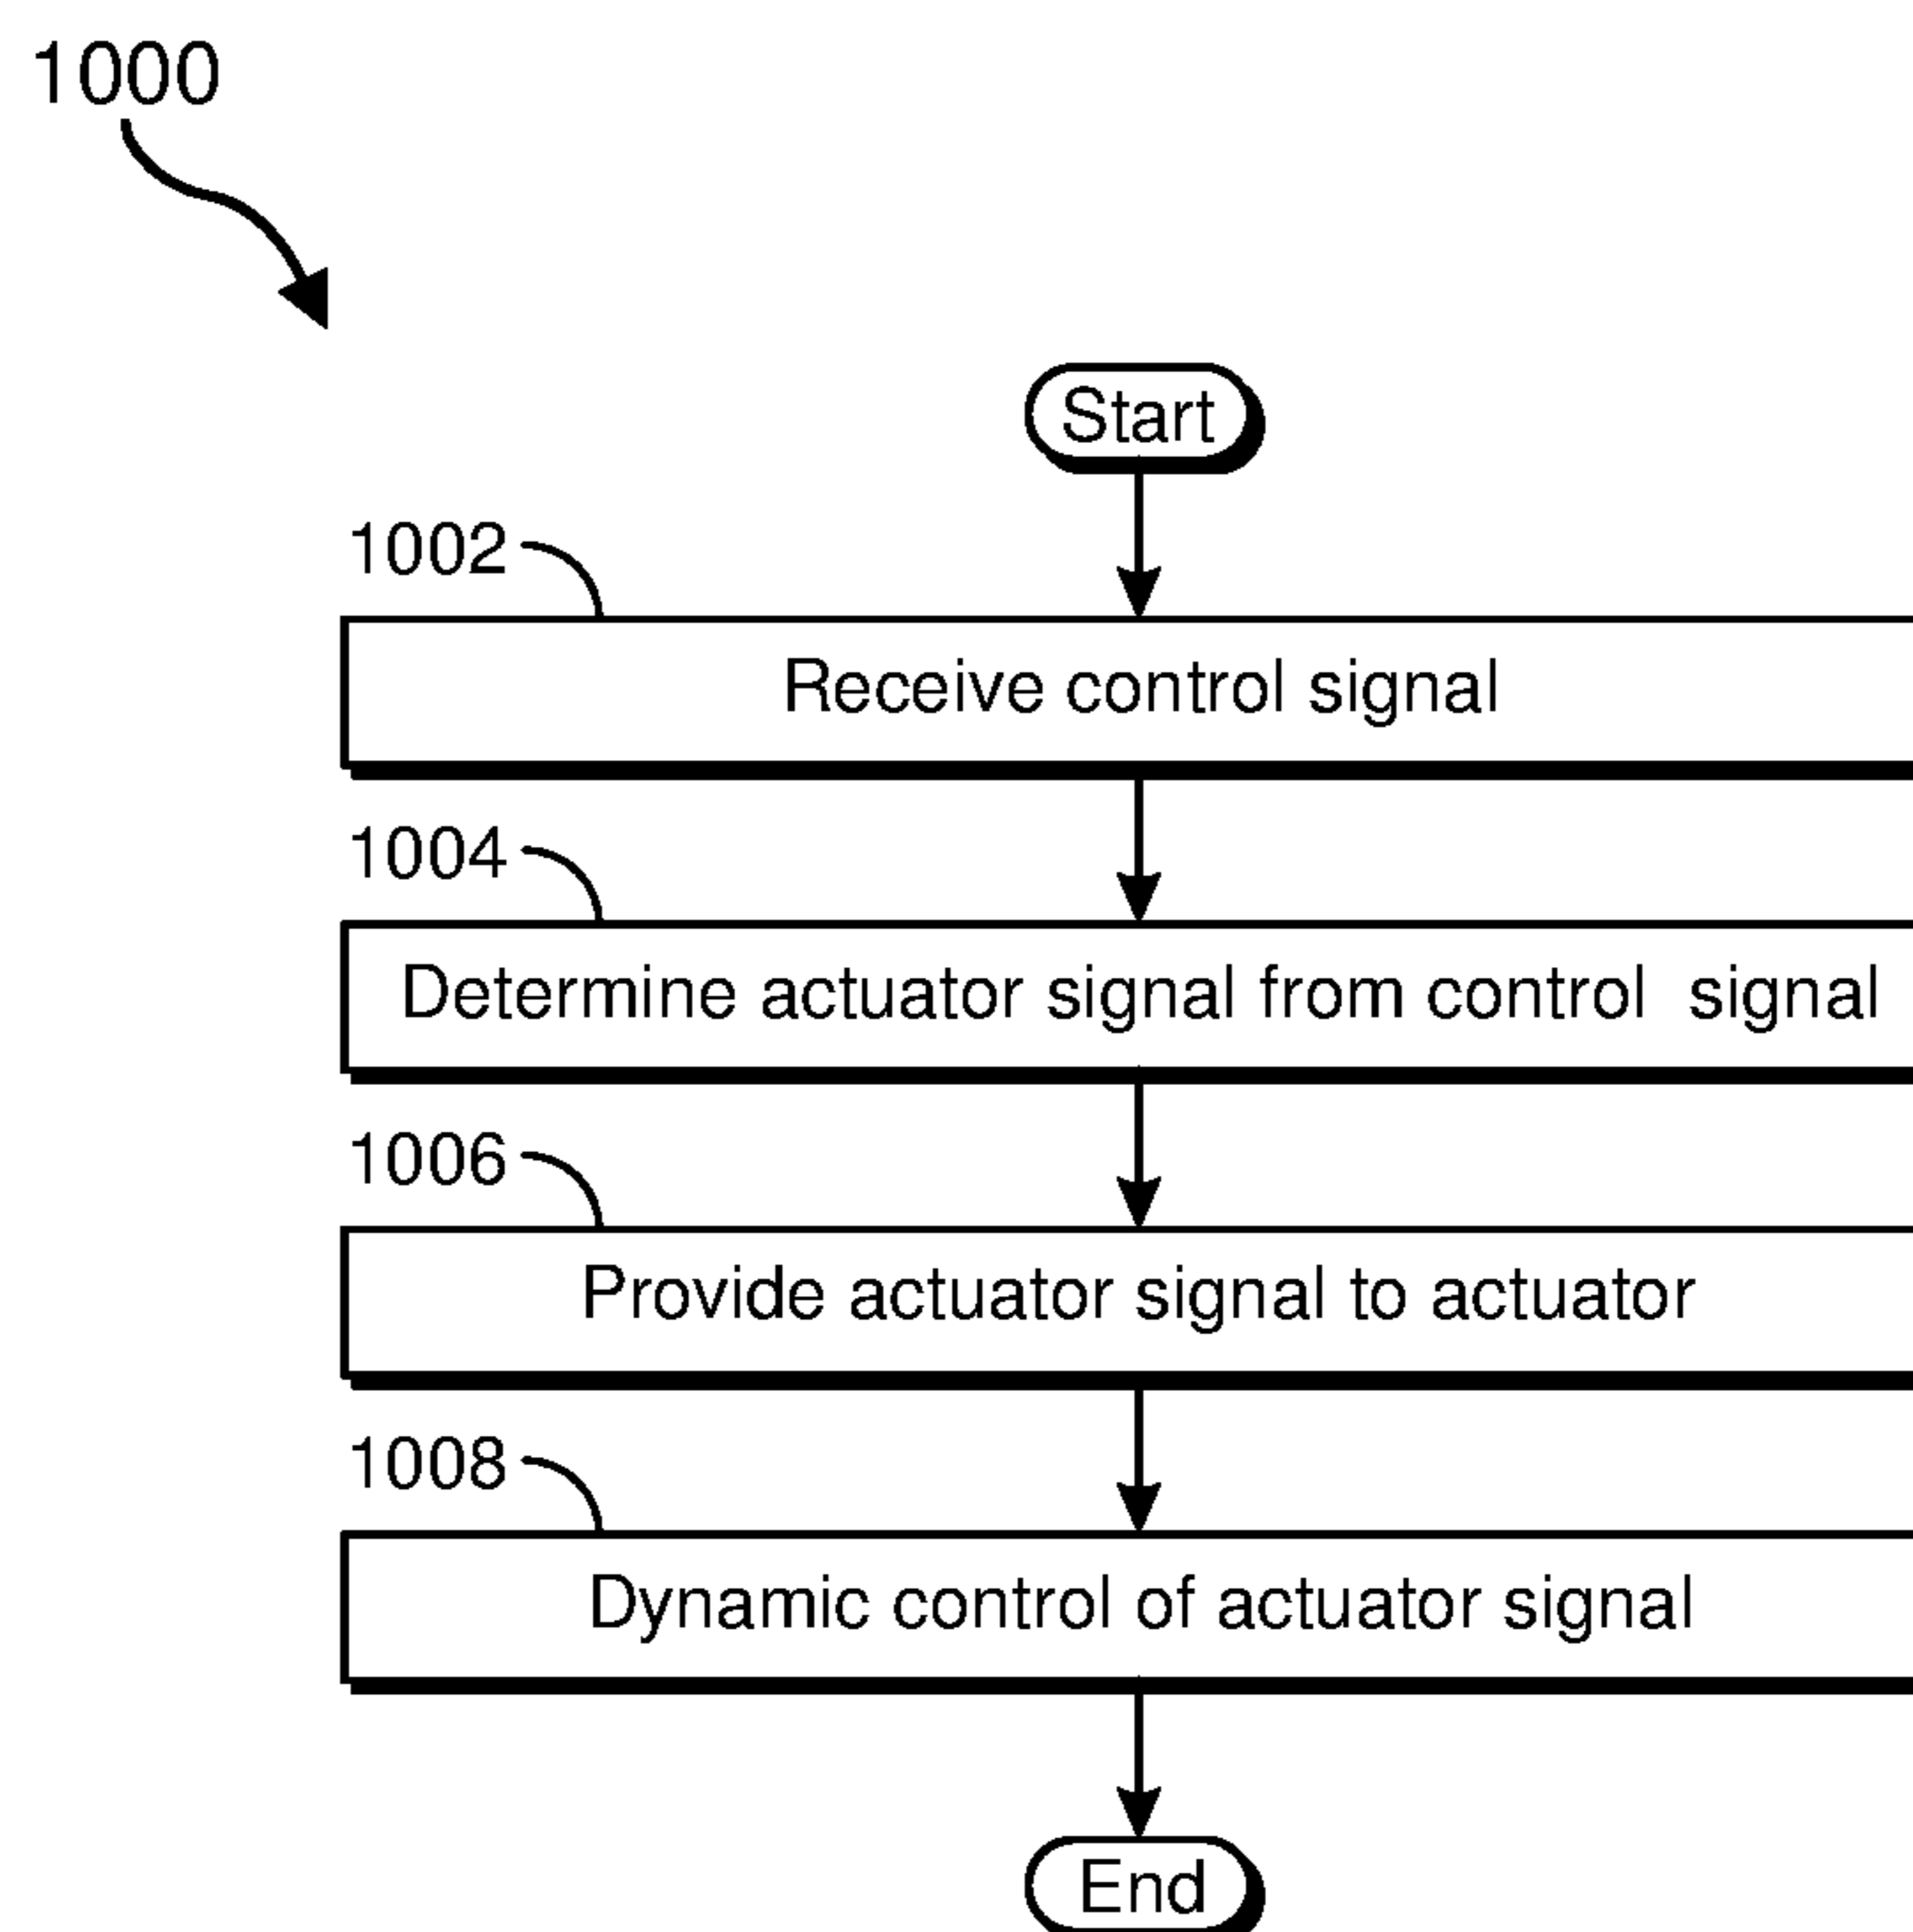 1000
Start
1002
Receive control signal
1004
Determine actuator signal from control signal
1006
Provide actuator signal to actuator
1008
Dynamic control of actuator signal
End